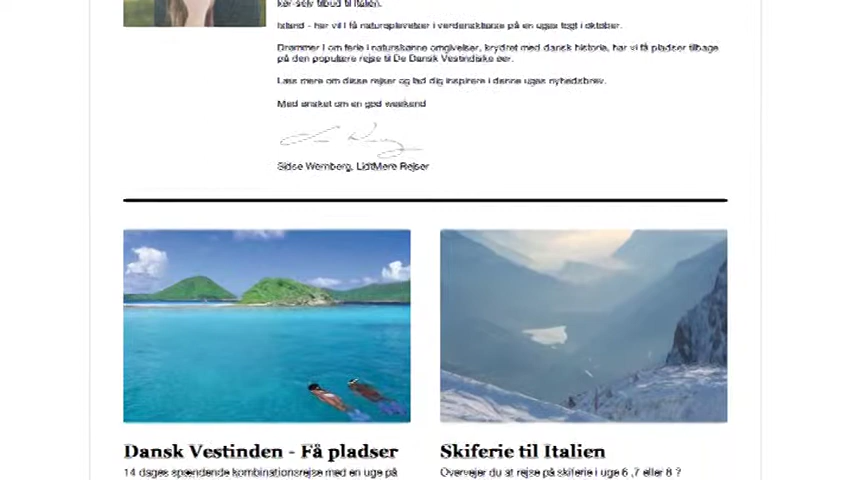 kør-selv tilbud til Italien.
Island - her vil I få naturoplevelser i verdensklasse på en uges togt i oktober.
Drømmer I om ferie i naturskønne omgivelser, krydret med dansk historie, har vi få pladser tilbage
på den populære rejse til De Dansk Vestindiske øer.
Læs mere om disse rejser og lad dig inspirere i denne uges nyhedsbrev.
Med ønsket om en god weekend
Sidse Wernberg, LidtMere Rejser
Dansk Vestinden - Få pladser
14 dages spændende kombinationsrejse med en uge på
Skiferie til Italien
Overvejer du at rejse på skiferie i uge 6 ,7 eller 8 ?